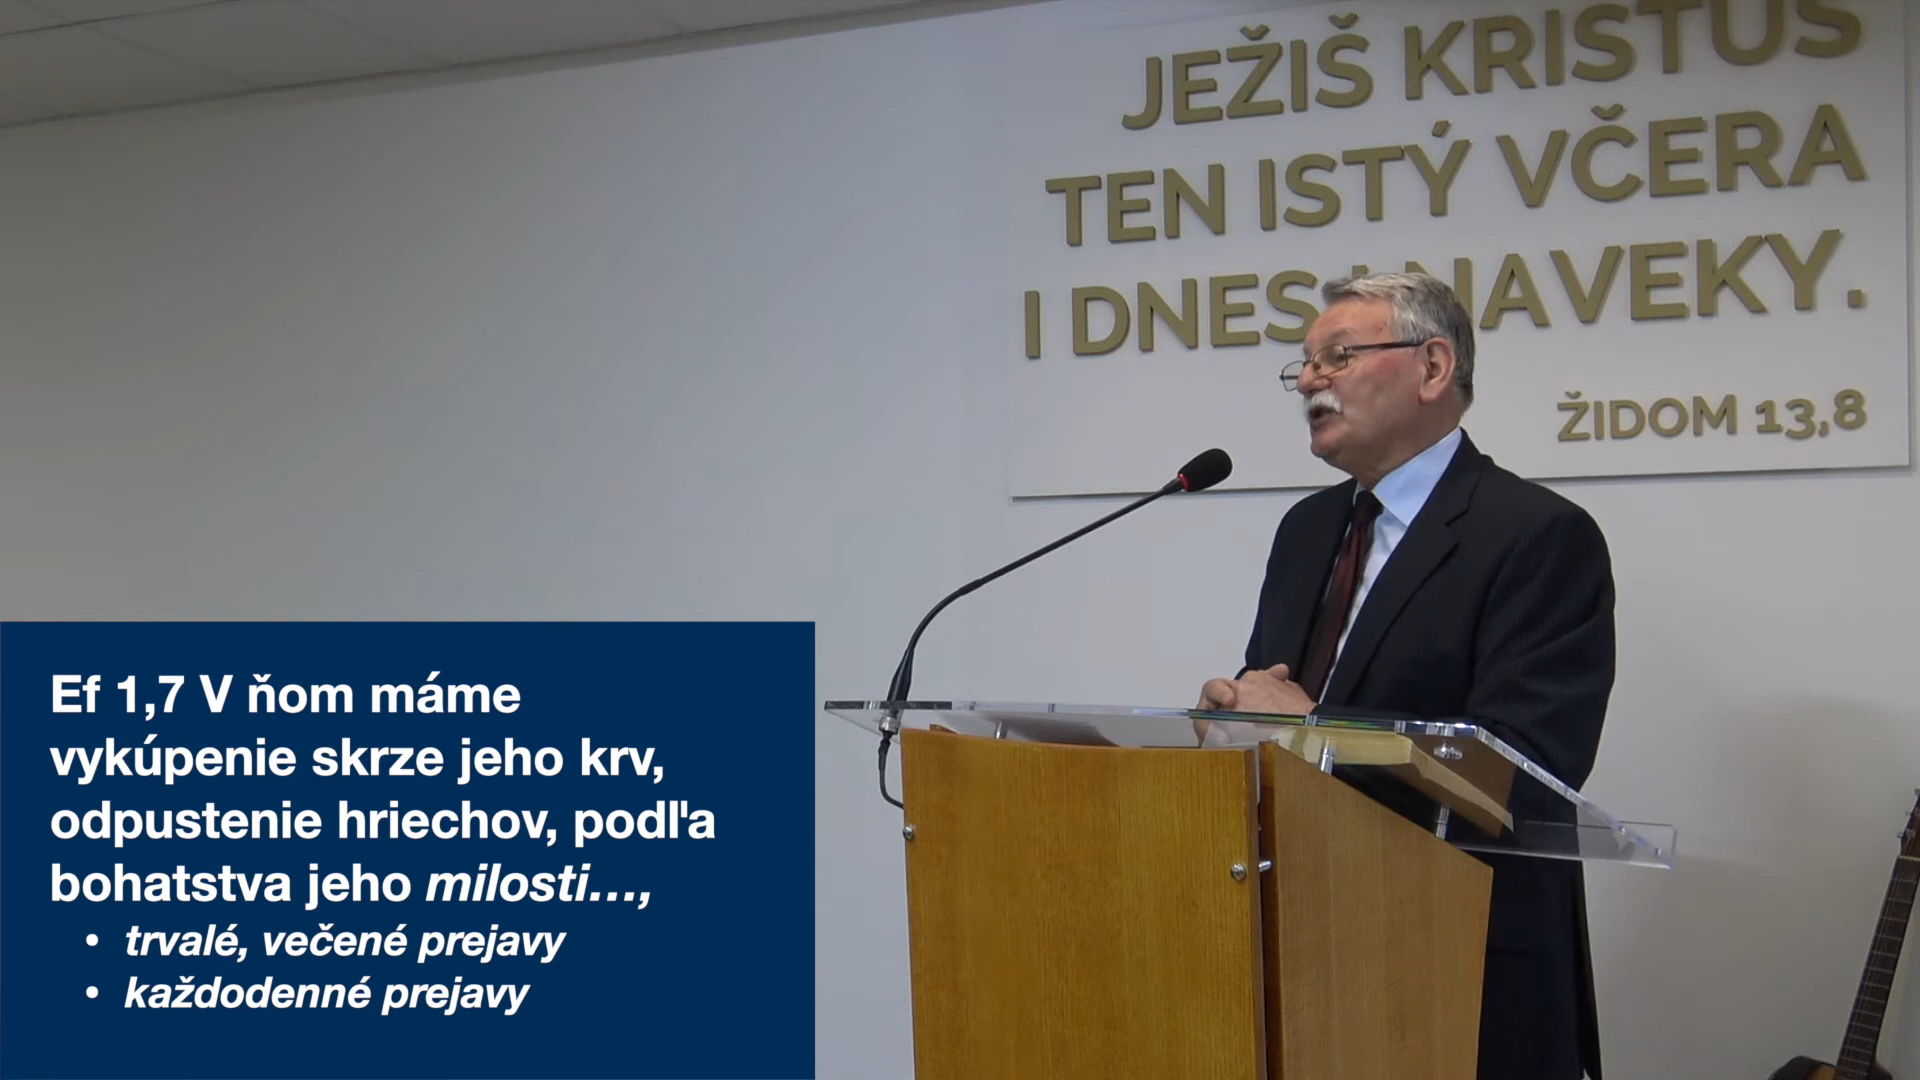 JEŽIŠ KRISTUS
TEN ISTÝ VČERA
I DNES I NAVEKY.
ŽIDOM 13,8
Ef 1,7 V ňom máme
vykúpenie skrze jeho krv,
odpustenie hriechov, podľa
bohatstva jeho milosti…,
• trvalé, večené prejavy
• každodenné prejavy